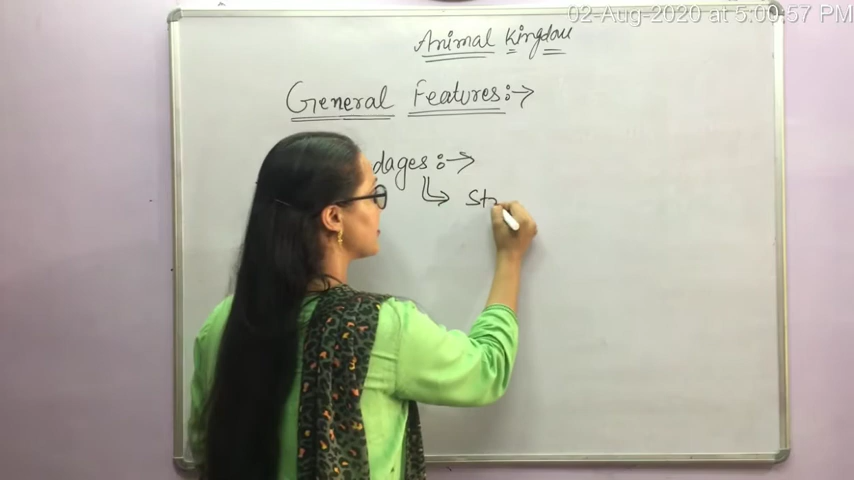 02-Aug-2020 at 5:00:57 PM
Animal Kingdom
General Features:→
dages:→
↳ St